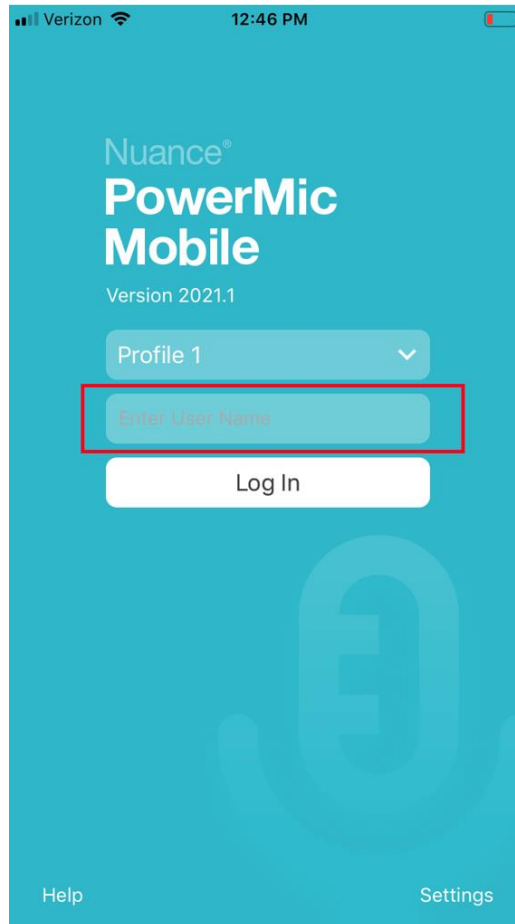 Verizon 12:46 PM
Nuance®
PowerMic
Mobile
Version 2021.1
Profile 1
Enter User Name
Log In
Help Settings